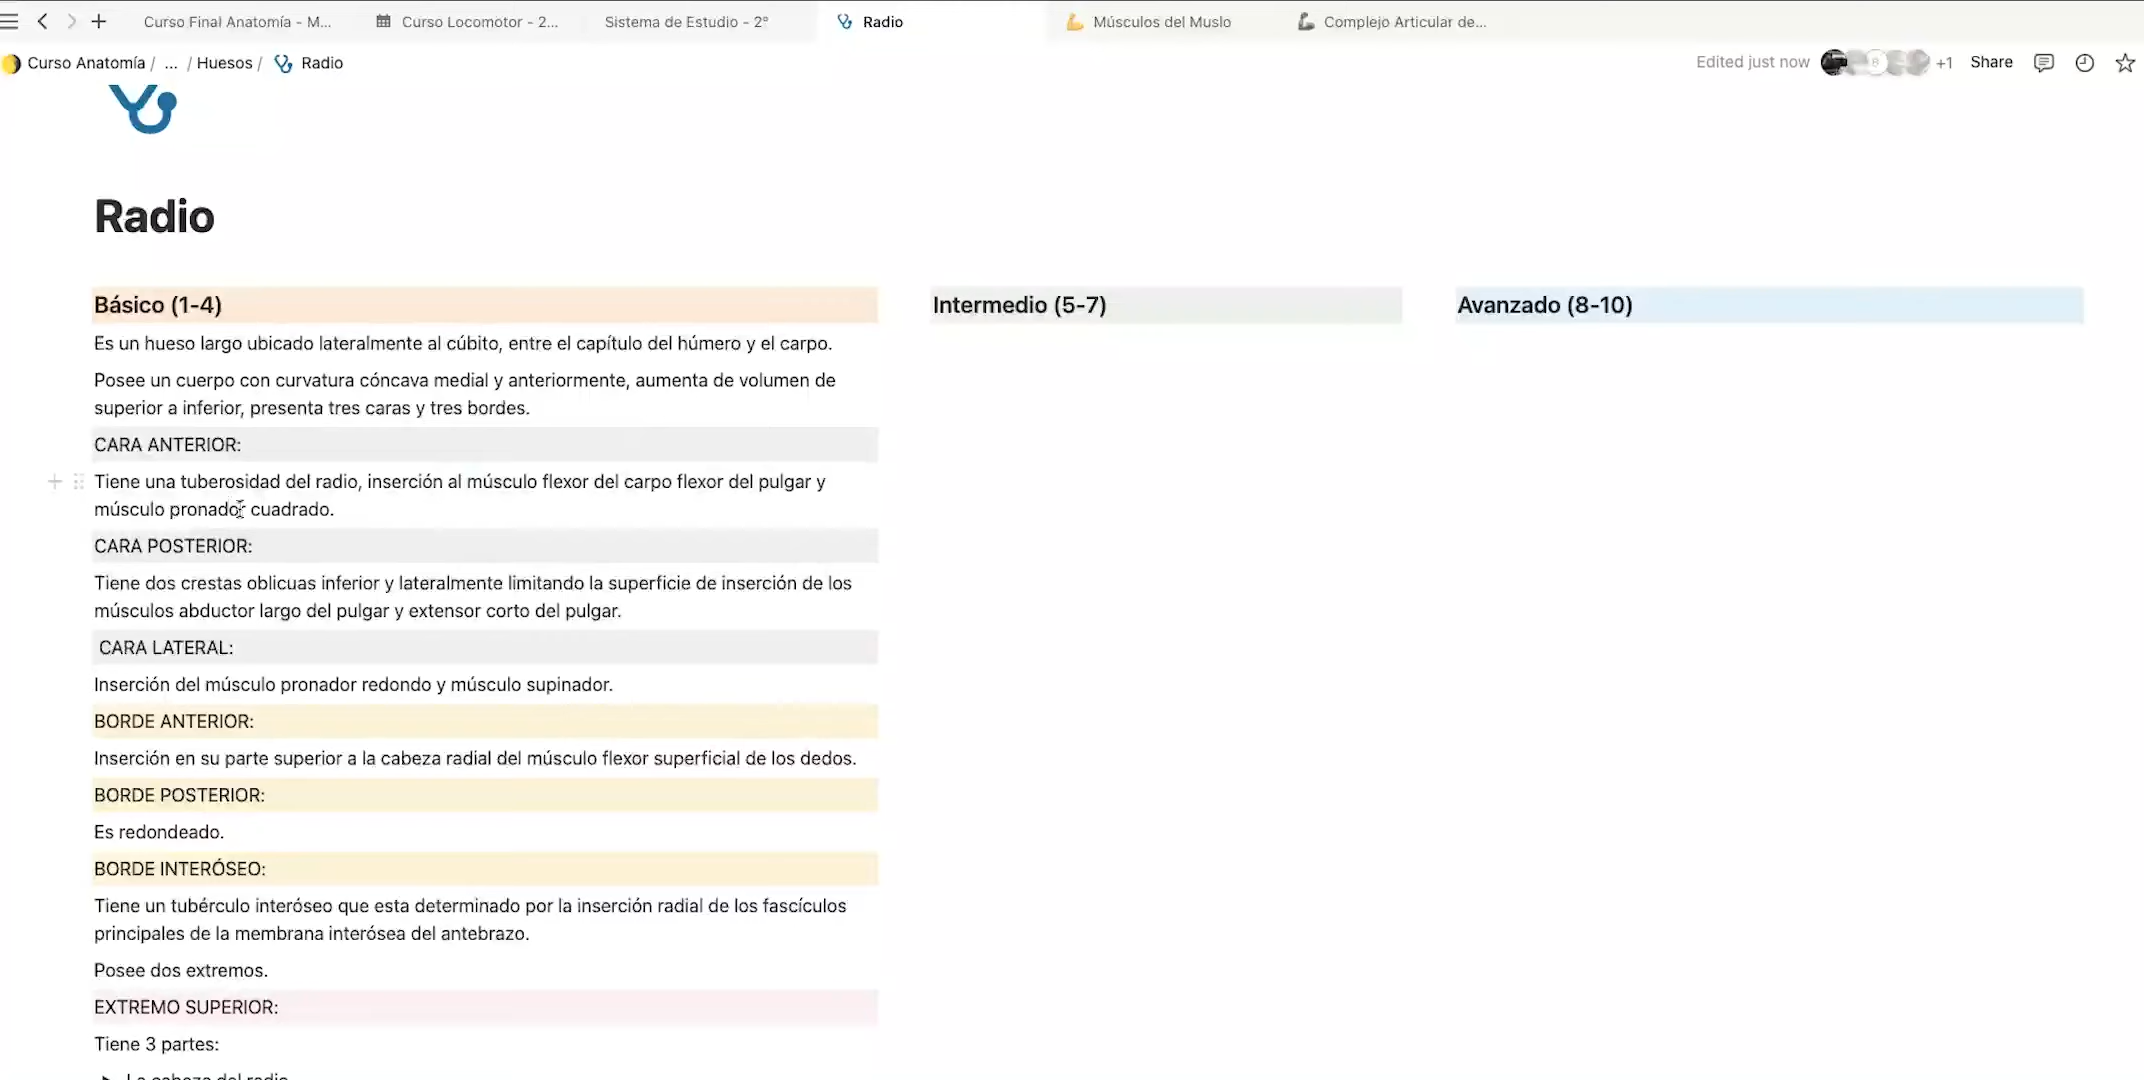 Curso Final Anatomía - M...
Curso Locomotor - 2...
Sistema de Estudio - 2°
Radio
Músculos del Muslo
Complejo Articular de...
Curso Anatomía / ... / Huesos / Radio
Edited just now
+1
Share
Radio
Básico (1-4)
Es un hueso largo ubicado lateralmente al cúbito, entre el capítulo del húmero y el carpo.
Posee un cuerpo con curvatura cóncava medial y anteriormente, aumenta de volumen de
superior a inferior, presenta tres caras y tres bordes.
CARA ANTERIOR:
Tiene una tuberosidad del radio, inserción al músculo flexor del carpo flexor del pulgar y
músculo pronador cuadrado.
CARA POSTERIOR:
Tiene dos crestas oblicuas inferior y lateralmente limitando la superficie de inserción de los
músculos abductor largo del pulgar y extensor corto del pulgar.
CARA LATERAL:
Inserción del músculo pronador redondo y músculo supinador.
BORDE ANTERIOR:
Inserción en su parte superior a la cabeza radial del músculo flexor superficial de los dedos.
BORDE POSTERIOR:
Es redondeado.
BORDE INTERÓSEO:
Tiene un tubérculo interóseo que esta determinado por la inserción radial de los fascículos
principales de la membrana interósea del antebrazo.
Posee dos extremos.
EXTREMO SUPERIOR:
Tiene 3 partes:
La cabeza del radio
Intermedio (5-7)
Avanzado (8-10)